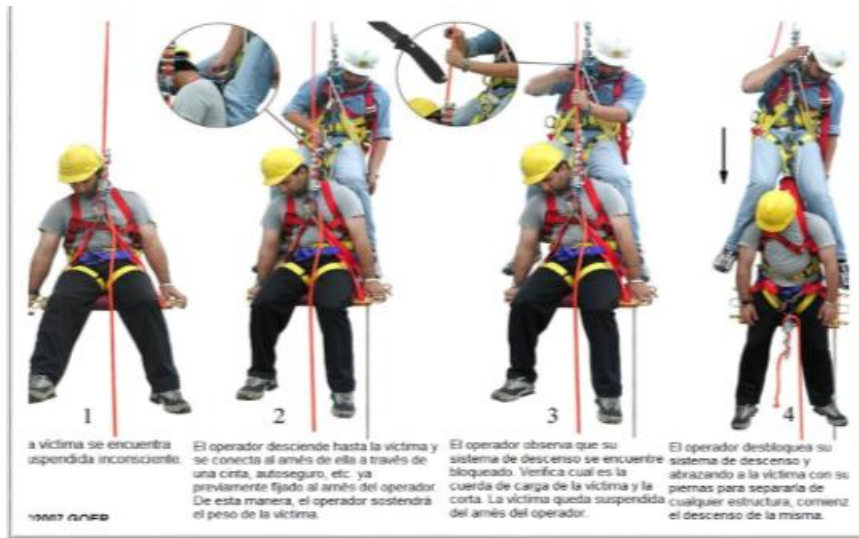 1
a víctima se encuentra
uspendida inconsciente.
2
El operador desciende hasta la víctima y
se conecta al arnés de ella a través de
una cinta, autoseguro, etc. ya
previamente fijado al arnés del operador.
De esta manera, el operador sostendrá
el peso de la víctima.
3
El operador observa que su
sistema de descenso se encuentre
bloqueado. Verifica cual es la
cuerda de carga de la víctima y la
corta. La víctima queda suspendida
del arnés del operador.
4
El operador desbloquea su
sistema de descenso y
abrazando a la víctima con su
piernas para separarla de
cualquier estructura, comienz
el descenso de la misma.
2007 GOER